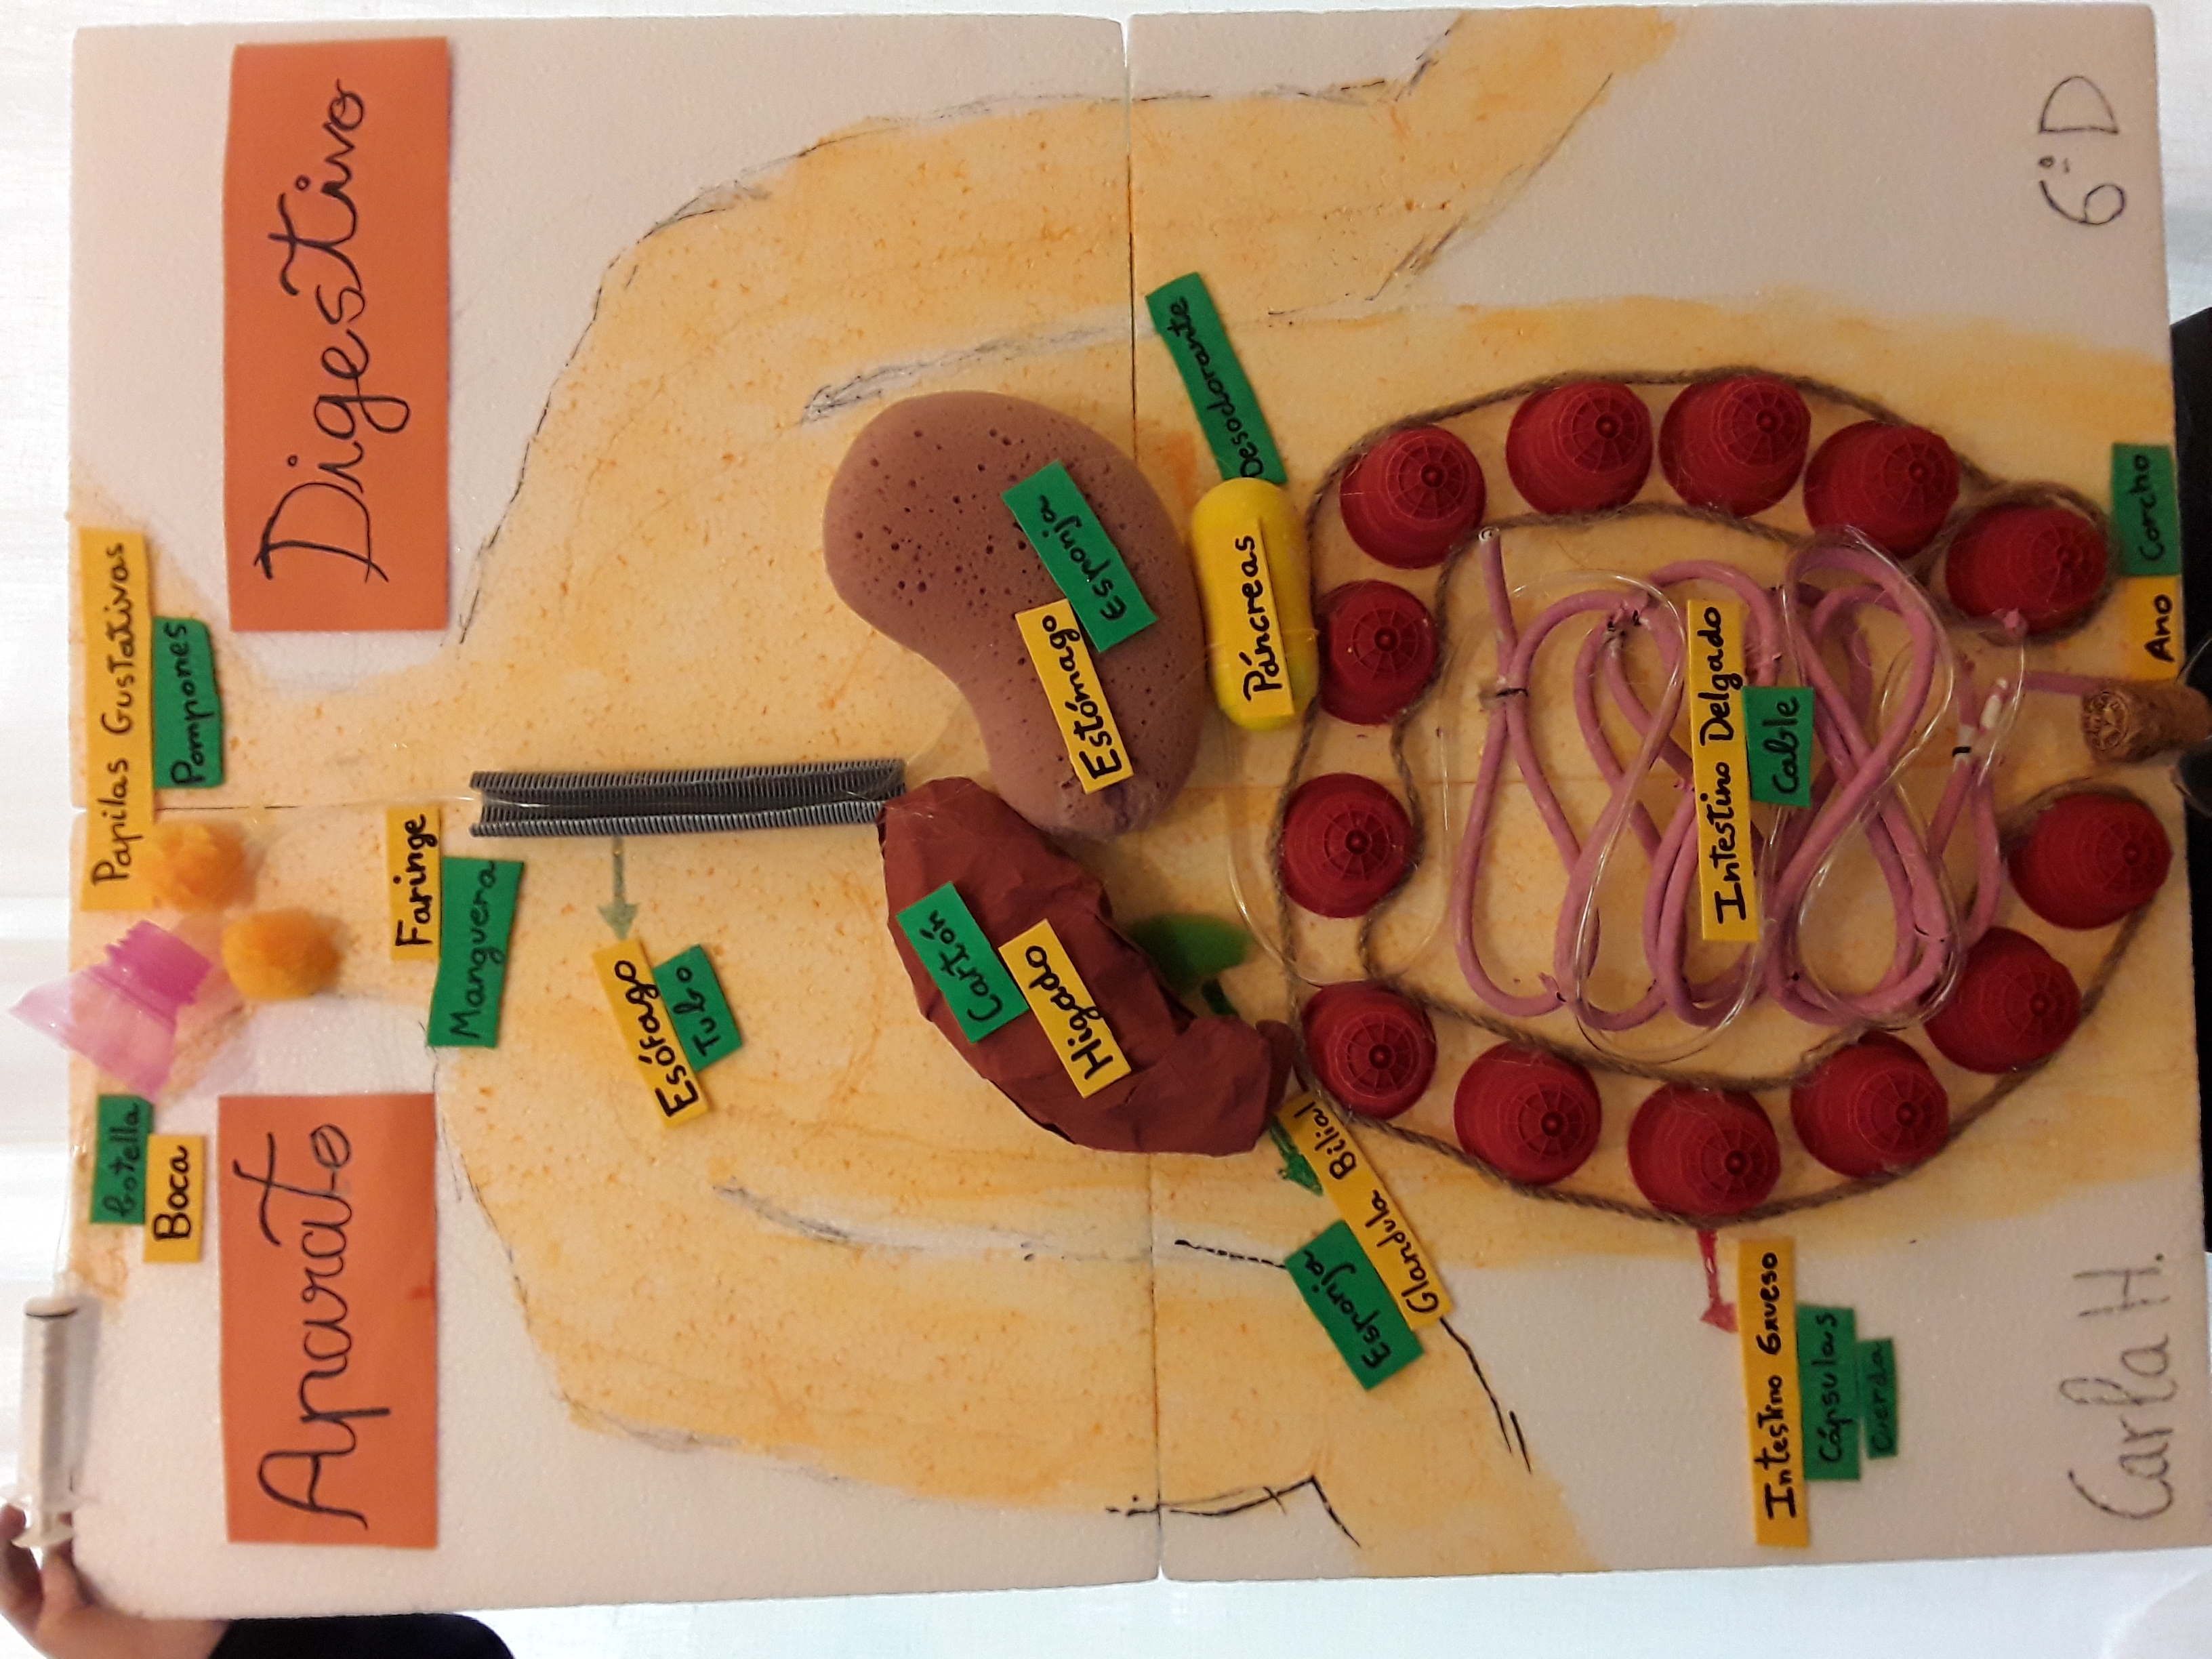 botella
Boca
Papilas Gustativas
Pompones
Aparato
Digestivo
Faringe
Manguera
Esófago
Tubo
Cartón
Higado
Estómago
Esponja
Páncreas
Desodorante
Esponja
Glandula Bilial
Intestino Delgado
Cable
Intestino Grueso
Cápsulas
Cuerda
Carla H.
6º D
Ano
Corcho